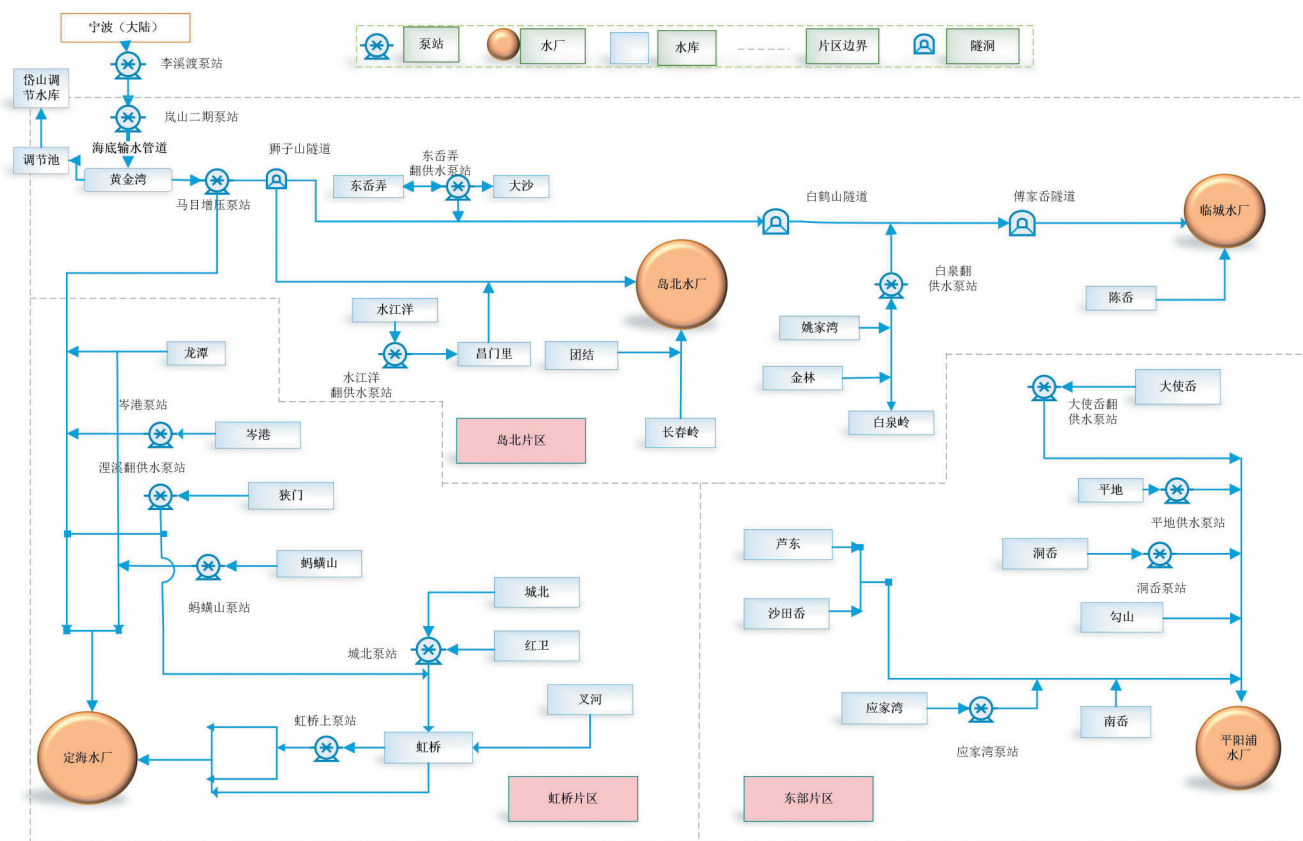 宁波（大陆）
泵站
水厂
水库
片区边界
隧洞
李溪渡泵站
岱山调
节水库
岚山二期泵站
海底输水管道
调节池
黄金湾
马目增压泵站
狮子山隧道
东岙弄
翻供水泵站
东岙弄
大沙
白鹤山隧道
傅家岙隧道
临城水厂
岛北水厂
白泉翻
供水泵站
陈岙
水江洋
姚家湾
龙潭
昌门里
团结
水江洋
翻供水泵站
金林
大使岙
大使岙翻
供水泵站
岑港泵站
岑港
岛北片区
长春岭
白泉岭
浬溪翻供水泵站
狭门
平地
平地供水泵站
芦东
洞岙
洞岙泵站
蚂蟥山
蚂蟥山泵站
城北
沙田岙
勾山
城北泵站
红卫
叉河
应家湾
南岙
虹桥上泵站
虹桥
应家湾泵站
定海水厂
平阳浦
水厂
虹桥片区
东部片区